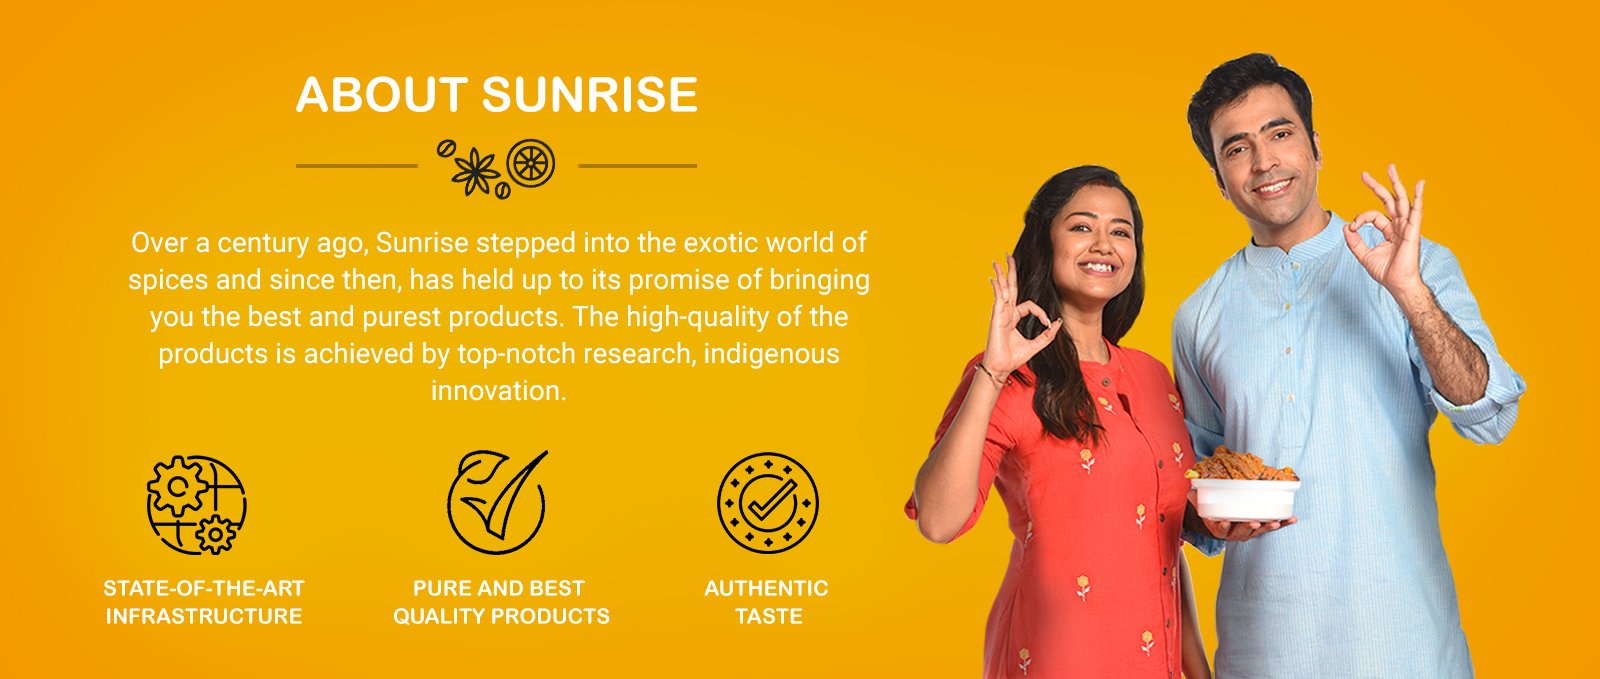 ABOUT SUNRISE
Over a century ago, Sunrise stepped into the exotic world of
spices and since then, has held up to its promise of bringing
you the best and purest products. The high-quality of the
products is achieved by top-notch research, indigenous
innovation.
STATE-OF-THE-ART
INFRASTRUCTURE
PURE AND BEST
QUALITY PRODUCTS
AUTHENTIC
TASTE